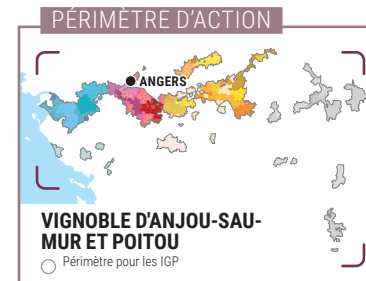 PÉRIMÈTRE D'ACTION
ANGERS
VIGNOBLE D'ANJOU-SAU-
MUR ET POITOU
Périmètre pour les IGP